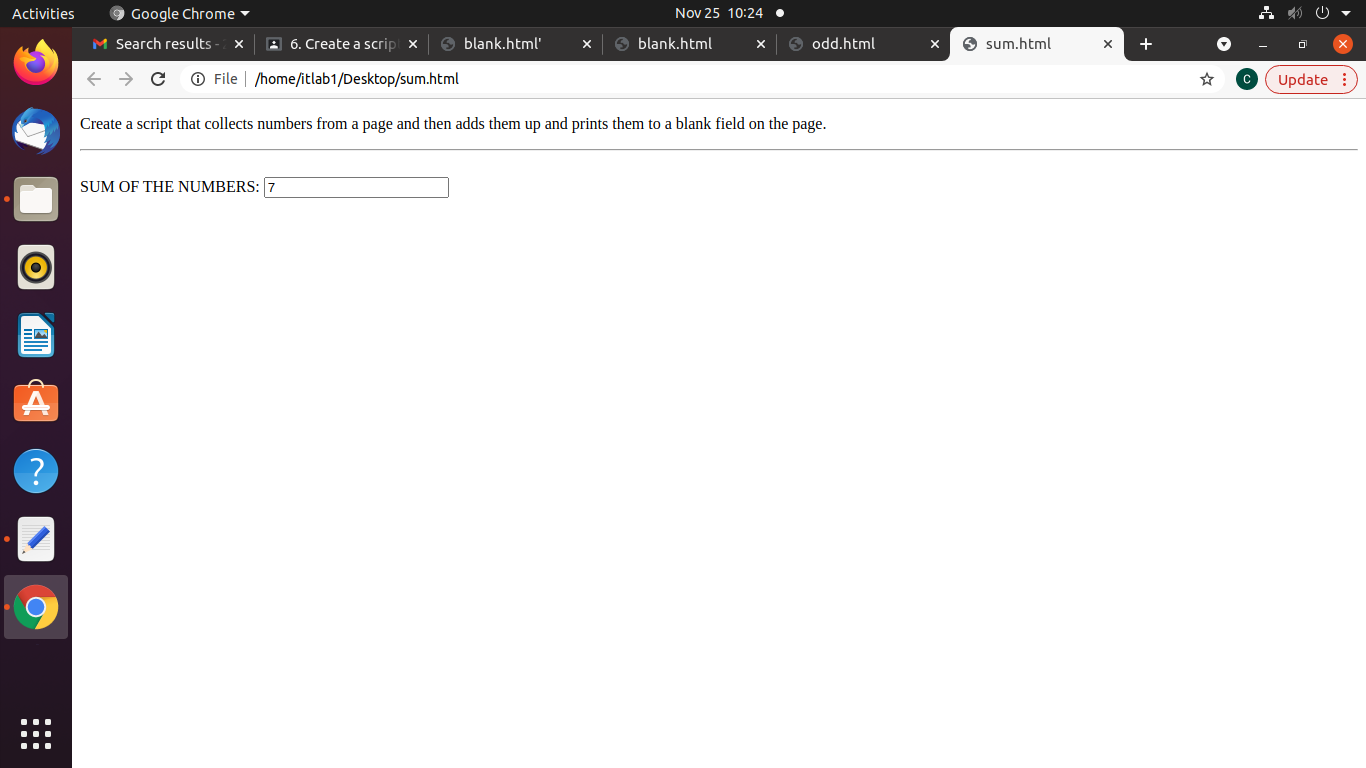 Activities
Google Chrome
Nov 25 10:24
Search results -
6. Create a scrip
blank.html'
blank.html
odd.html
sum.html
File
/home/itlab1/Desktop/sum.html
C
Update
Create a script that collects numbers from a page and then adds them up and prints them to a blank field on the page.
SUM OF THE NUMBERS: 7